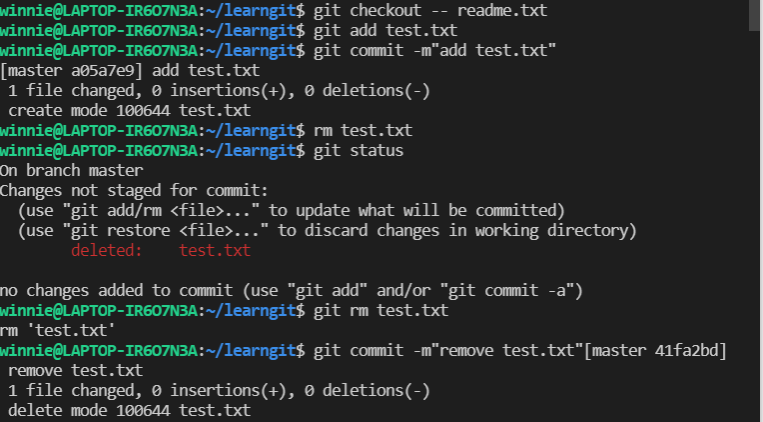 winnie@LAPTOP-IR6O7N3A:~/learngit$ git checkout -- readme.txt
winnie@LAPTOP-IR6O7N3A:~/learngit$ git add test.txt
winnie@LAPTOP-IR6O7N3A:~/learngit$ git commit -m"add test.txt"
[master a05a7e9] add test.txt
 1 file changed, 0 insertions(+), 0 deletions(-)
 create mode 100644 test.txt
winnie@LAPTOP-IR6O7N3A:~/learngit$ rm test.txt
winnie@LAPTOP-IR6O7N3A:~/learngit$ git status
On branch master
Changes not staged for commit:
  (use "git add/rm <file>..." to update what will be committed)
  (use "git restore <file>..." to discard changes in working directory)
        deleted:    test.txt

no changes added to commit (use "git add" and/or "git commit -a")
winnie@LAPTOP-IR6O7N3A:~/learngit$ git rm test.txt
rm 'test.txt'
winnie@LAPTOP-IR6O7N3A:~/learngit$ git commit -m"remove test.txt"[master 41fa2bd]
 remove test.txt
 1 file changed, 0 insertions(+), 0 deletions(-)
 delete mode 100644 test.txt